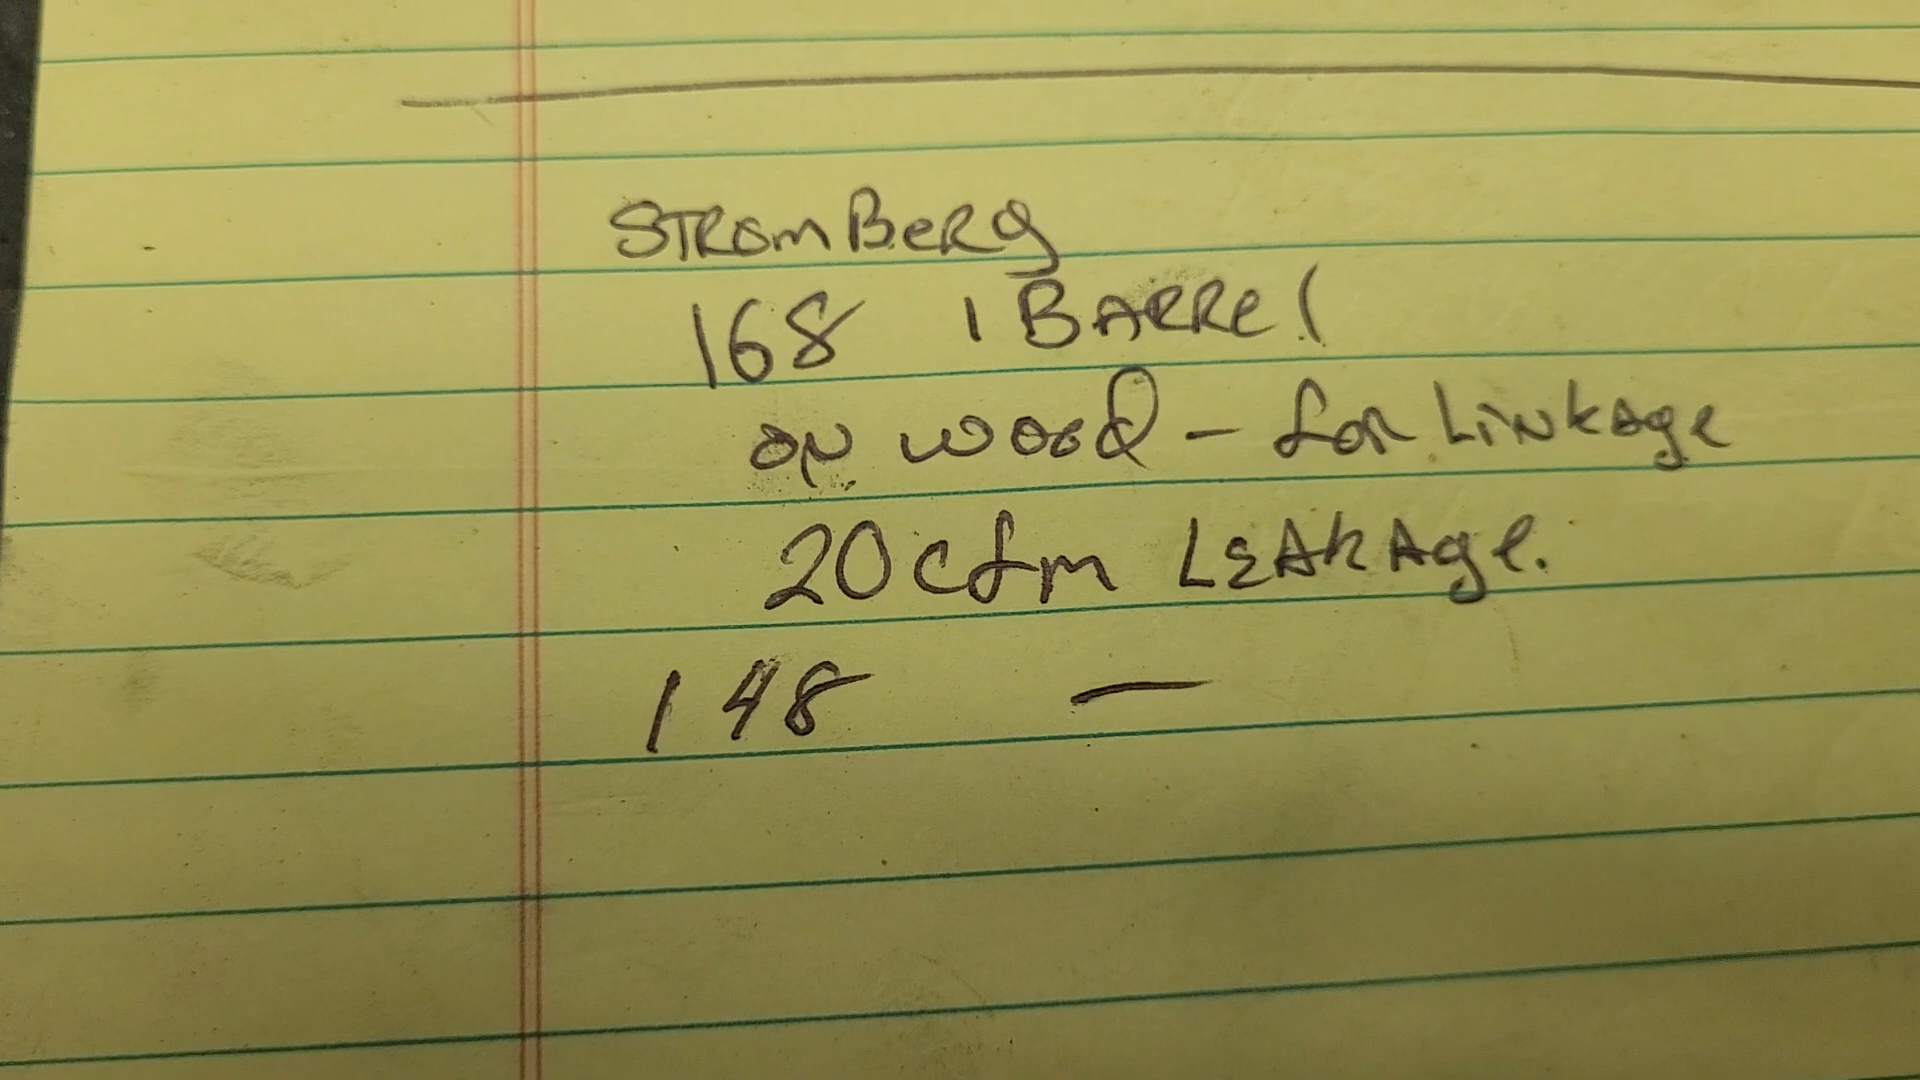 STROMBeRg
168 1 BARRel
ON WOOD - for Linkage
20 cfm LEAKAge.
148 —